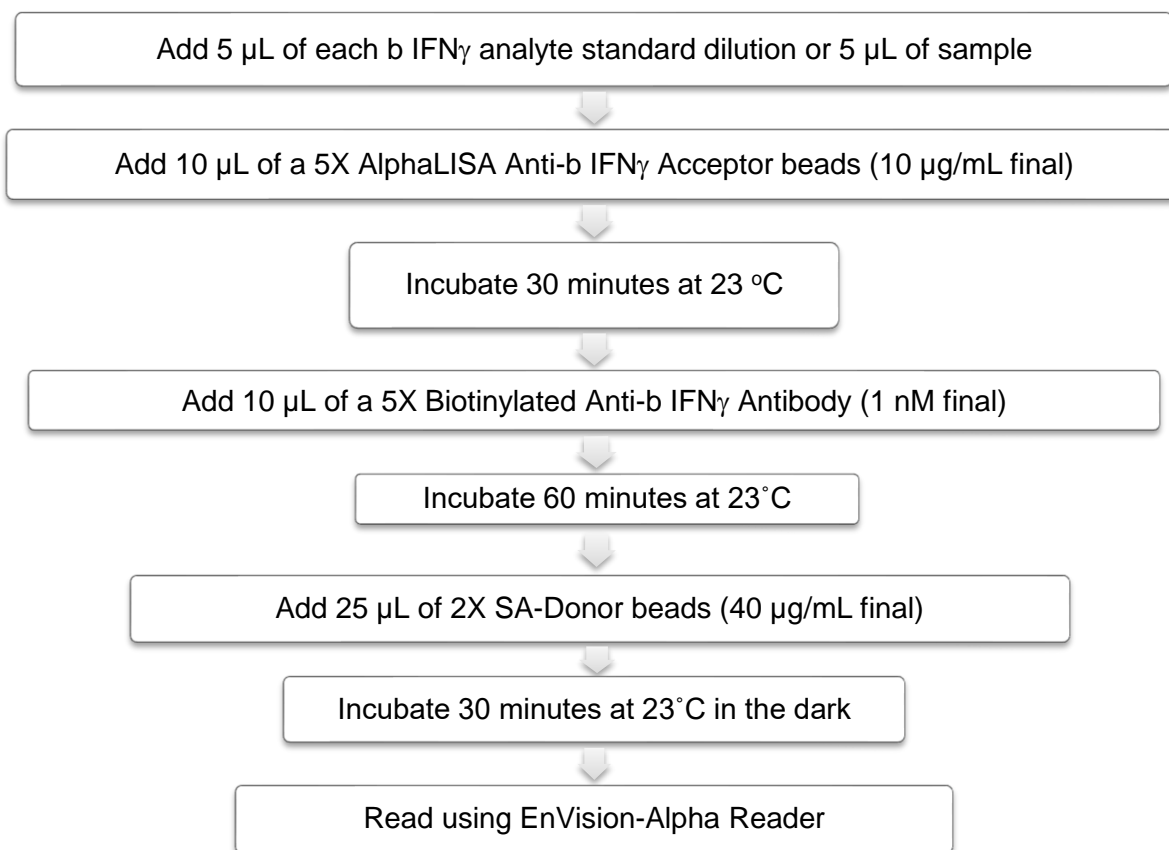 Add 5 µL of each b IFNγ analyte standard dilution or 5 µL of sample
Add 10 µL of a 5X AlphaLISA Anti-b IFNγ Acceptor beads (10 µg/mL final)
Incubate 30 minutes at 23 ᵒC
Add 10 µL of a 5X Biotinylated Anti-b IFNγ Antibody (1 nM final)
Incubate 60 minutes at 23˚C
Add 25 µL of 2X SA-Donor beads (40 µg/mL final)
Incubate 30 minutes at 23˚C in the dark
Read using EnVision-Alpha Reader